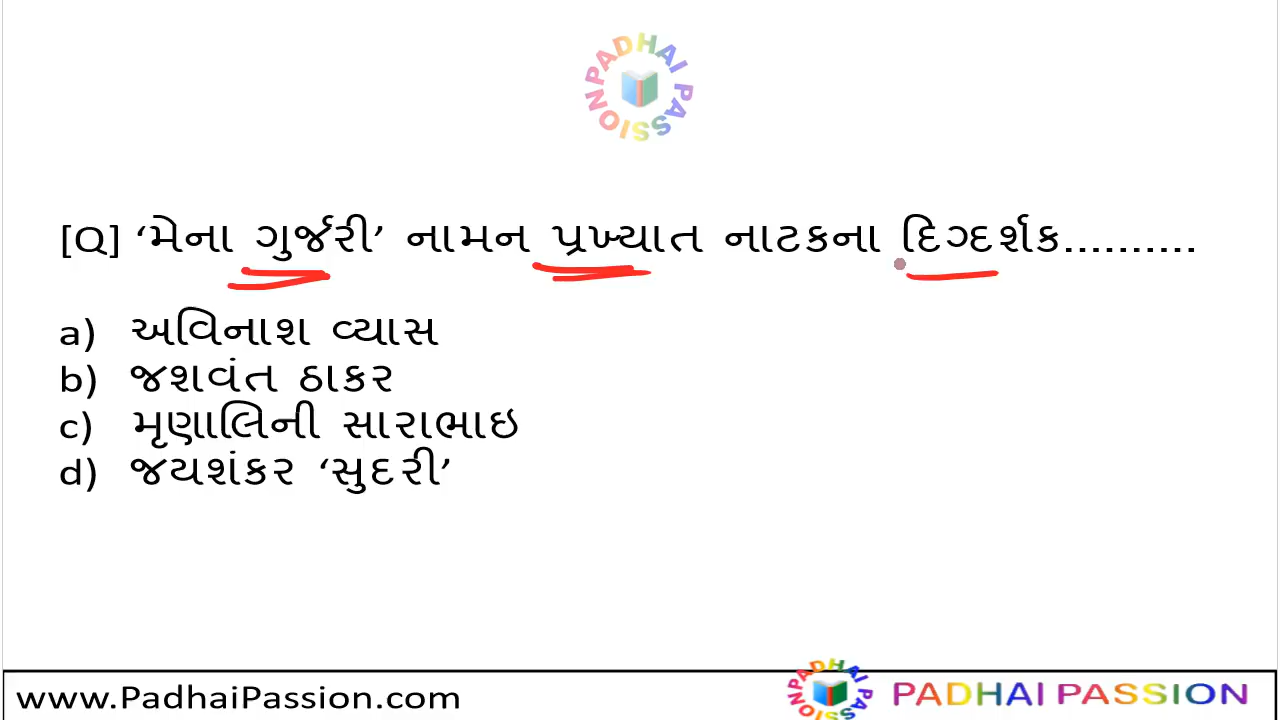 PADHAI PASSION
[Q] ‘મેના ગુર્જરી’ નામન પ્રખ્યાત નાટકના દિગ્દર્શક..........
a) અવિનાશ વ્યાસ
b) જશવંત ઠાકર
c) મૃણાલિની સારાભાઇ
d) જયશંકર ‘સુદરી’
www.PadhaiPassion.com
PADHAI PASSION
PADHAI PASSION